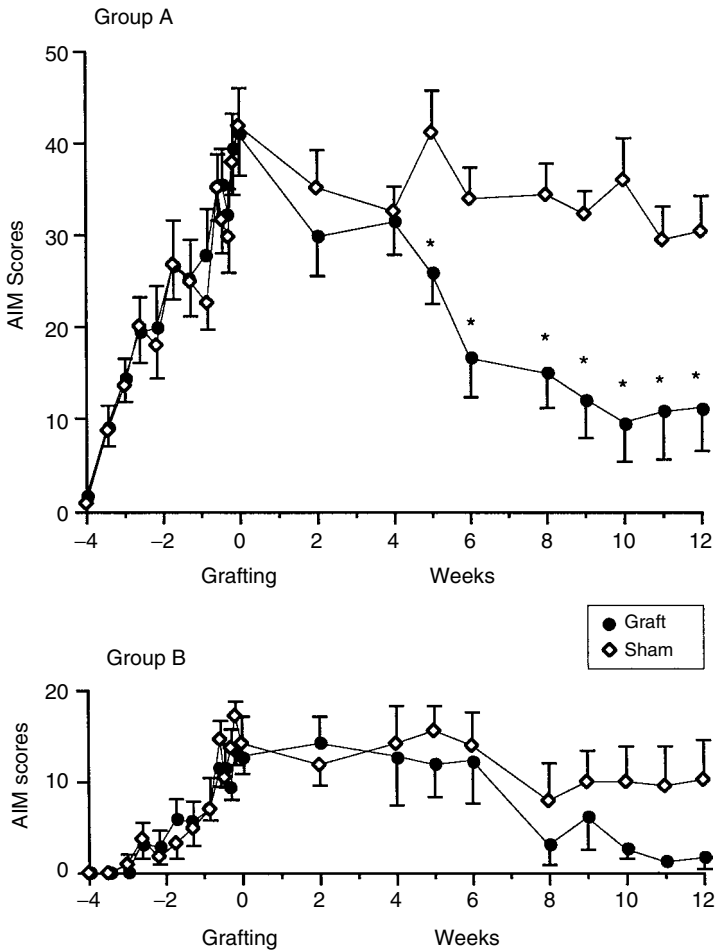 Group A
50
40
30
20
10
0
AIM Scores
* * * * * * *
−4 −2 0 2 4 6 8 10 12
Grafting Weeks
Graft
Sham
Group B
20
10
0
AIM scores
−4 −2 0 2 4 6 8 10 12
Grafting Weeks